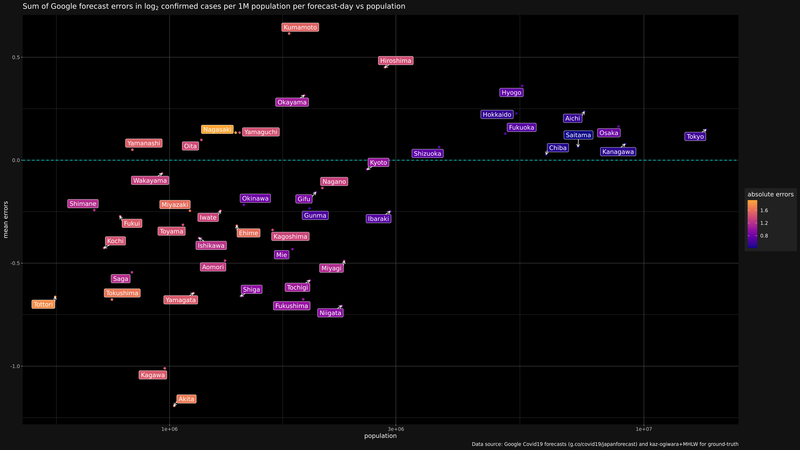 Sum of Google forecast errors in log2 confirmed cases per 1M population per forecast-day vs population
Kumamoto
0.5
Hiroshima
Hyogo
Okayama
Hokkaido
Aichi
Nagasaki
Yamaguchi
Fukuoka
Saitama
Osaka
Tokyo
Yamanashi
Oita
Chiba
Kanagawa
Shizuoka
0.0
Kyoto
Wakayama
Nagano
absolute errors
1.6
1.2
0.8
Shimane
Miyazaki
Okinawa
Gifu
Iwate
Gunma
Ibaraki
mean errors
Fukui
Toyama
Ehime
Kagoshima
Kochi
Ishikawa
Mie
-0.5
Aomori
Miyagi
Saga
Tokushima
Shiga
Tochigi
Tottori
Yamagata
Fukushima
Niigata
-1.0
Kagawa
Akita
1e+06
3e+06
1e+07
population
Data source: Google Covid19 forecasts (g.co/covid19/japanforecast) and kaz-ogiwara+MHLW for ground-truth